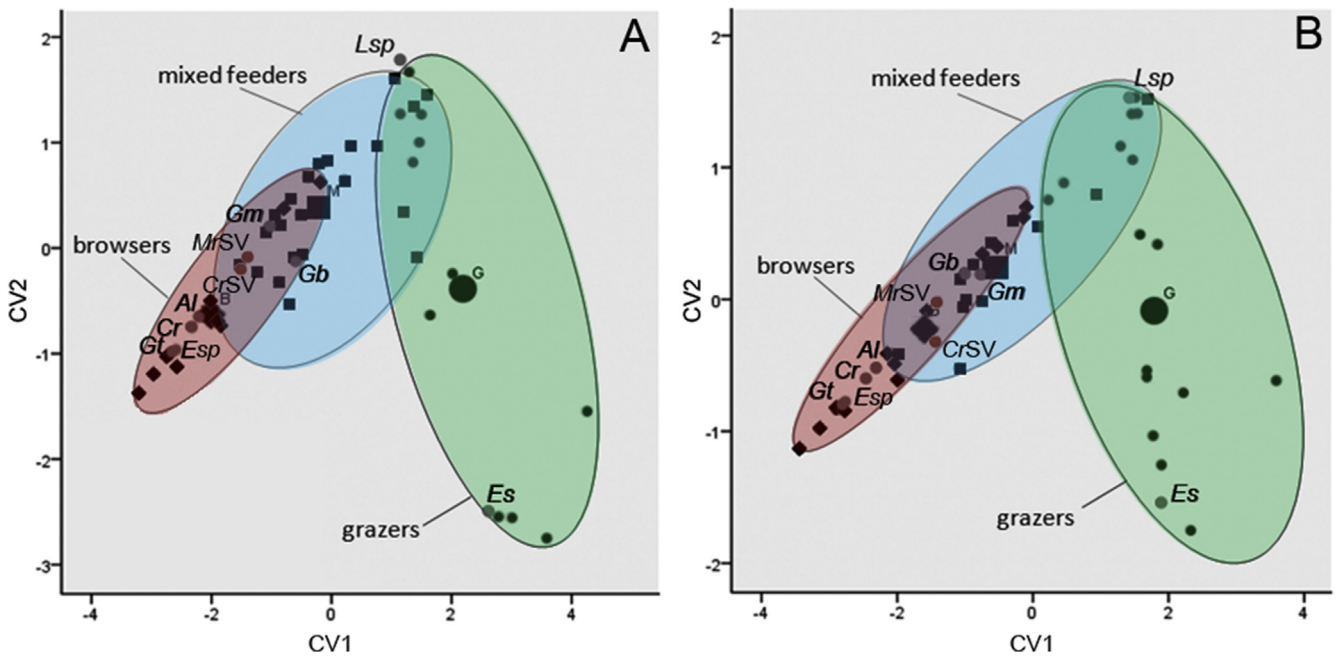 A
2
1
0
-1
-2
-3
CV2
-4
-2
0
2
4
CV1
mixed feeders
browsers
grazers
Lsp
M
Gm
MrSV
Gb
CrSV
B
Al
Cr
Gt
Esp
G
Es
B
2
1
0
-1
-2
CV2
-4
-2
0
2
4
CV1
mixed feeders
browsers
grazers
Lsp
Gb
M
Gm
MrSV
CrSV
Al
Cr
Gt
Esp
G
Es